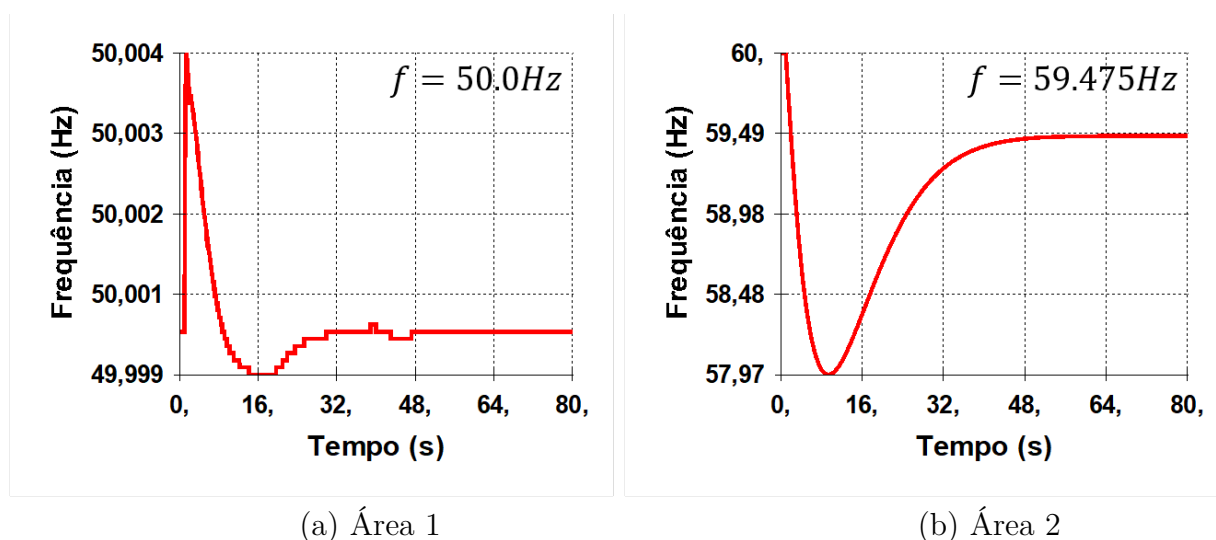 50,004
50,003
50,002
50,001
49,999
Frequência (Hz)
f = 50.0Hz
0, 16, 32, 48, 64, 80,
Tempo (s)
(a) Área 1
60,
59,49
58,98
58,48
57,97
Frequência (Hz)
f = 59.475Hz
0, 16, 32, 48, 64, 80,
Tempo (s)
(b) Área 2